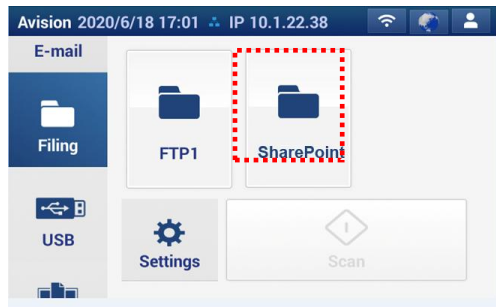 Avision 2020/6/18 17:01 IP 10.1.22.38
E-mail
Filing
FTP1
SharePoint
USB
Settings
Scan